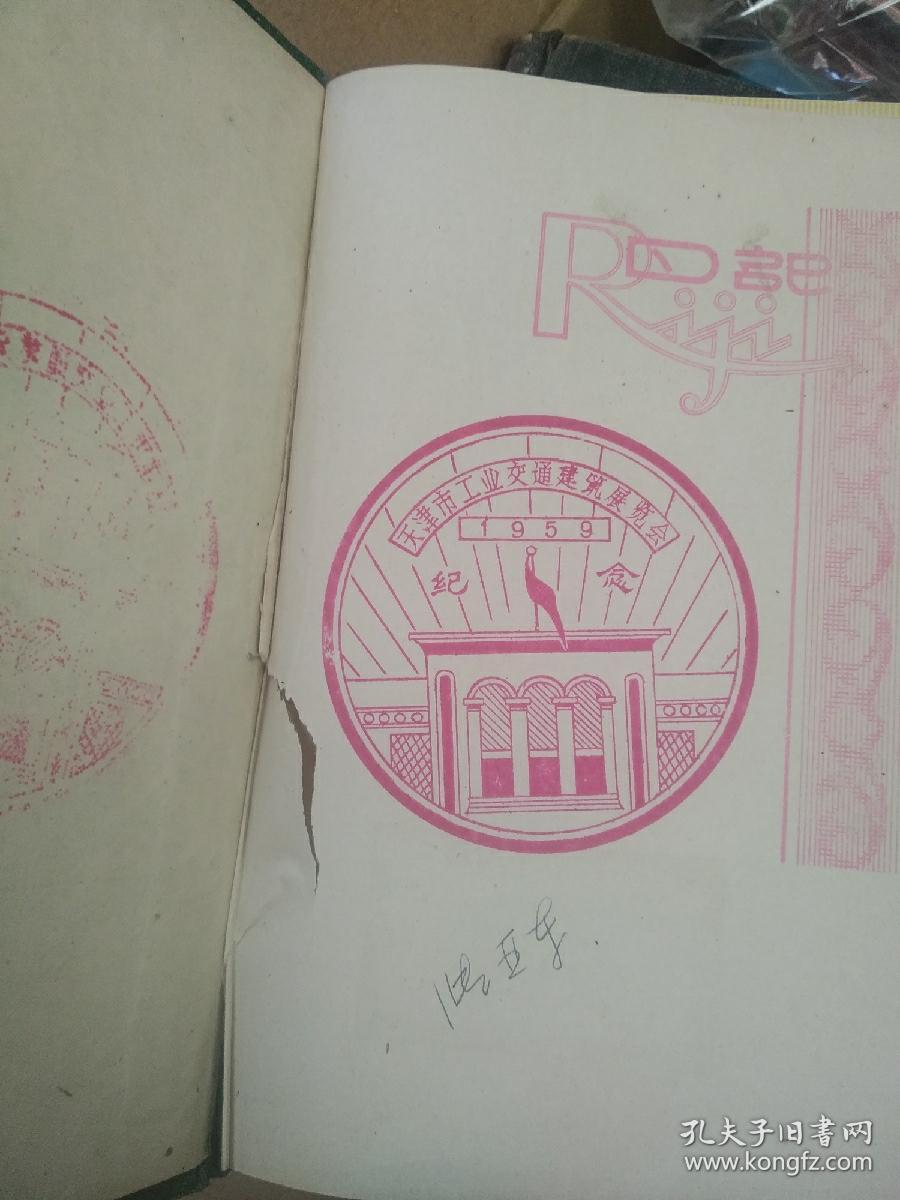 日記
Riji
天津市工业交通建筑展览会
1959
纪念
孔夫子旧书网
www.kongfz.com